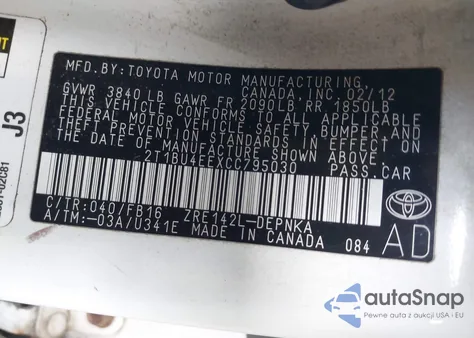 MFD. BY: TOYOTA MOTOR MANUFACTURING
CANADA, INC. 02/12
GVWR 3840LB GAWR FR 2090LB RR 1850LB
THIS VEHICLE CONFORMS TO ALL APPLICABLE
FEDERAL MOTOR VEHICLE SAFETY, BUMPER, AND
THEFT PREVENTION STANDARDS IN EFFECT ON
THE DATE OF MANUFACTURE SHOWN ABOVE.
2T1BU4EEXCC795030 PASS. CAR
C/TR: 040/FB16 ZRE142L-DEPNKA
A/TM: -03A/U341E MADE IN CANADA 084
TOYOTA
AD
J3
autoSnap
Pewne auta z aukcji USA - EU